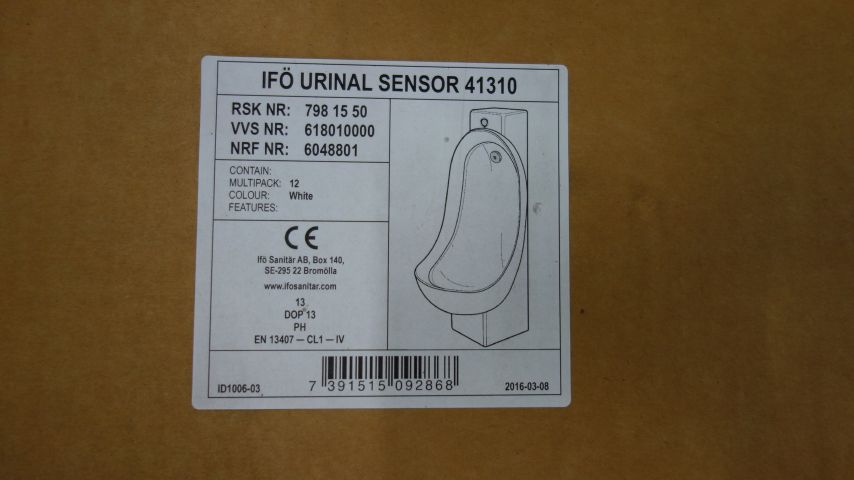 IFÖ URINAL SENSOR 41310
RSK NR: 798 15 50
VVS NR: 618010000
NRF NR: 6048801
CONTAIN:
MULTIPACK: 12
COLOUR: White
FEATURES:
CE
Ifö Sanitär AB, Box 140,
SE-295 22 Bromölla
www.ifosanitar.com
13
DOP 13
PH
EN 13407 – CL1 – IV
ID1006-03
7 391515 092868
2016-03-08